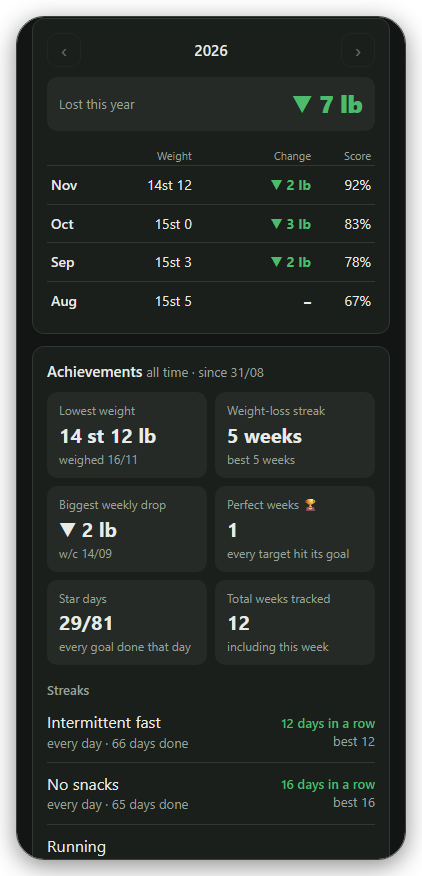 ‹ 2026 ›
Lost this year ▼ 7 lb
Weight Change Score
Nov 14st 12 ▼ 2 lb 92%
Oct 15st 0 ▼ 3 lb 83%
Sep 15st 3 ▼ 2 lb 78%
Aug 15st 5 – 67%
Achievements all time · since 31/08
Lowest weight
14 st 12 lb
weighed 16/11
Weight-loss streak
5 weeks
best 5 weeks
Biggest weekly drop
▼ 2 lb
w/c 14/09
Perfect weeks 🏆
1
every target hit its goal
Star days
29/81
every goal done that day
Total weeks tracked
12
including this week
Streaks
Intermittent fast 12 days in a row
every day · 66 days done best 12
No snacks 16 days in a row
every day · 65 days done best 16
Running